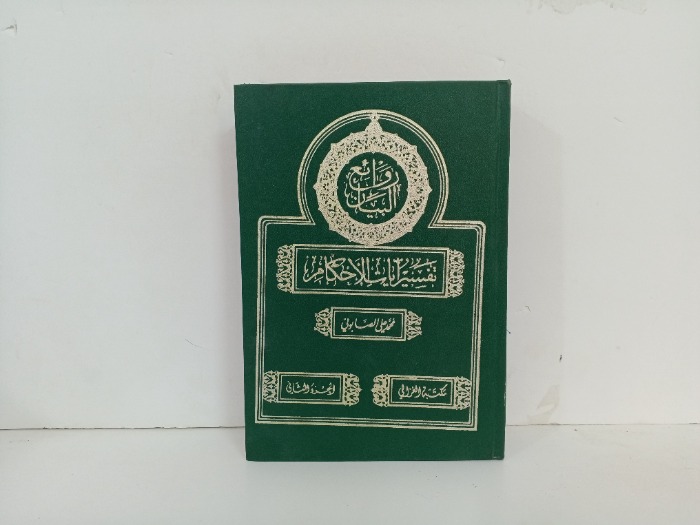 روائع
البيان
تفسير آيات الأحكام
محمد علي الصابوني
مكتبة الغزالي
الجزء الثاني